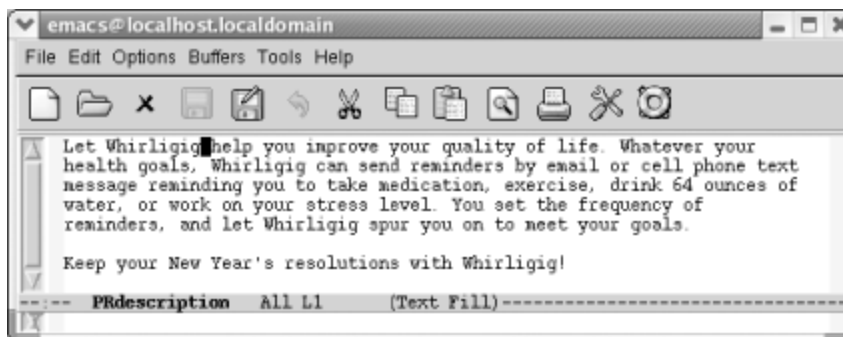 emacs@localhost.localdomain
File Edit Options Buffers Tools Help
Let Whirligig help you improve your quality of life. Whatever your
health goals, Whirligig can send reminders by email or cell phone text
message reminding you to take medication, exercise, drink 64 ounces of
water, or work on your stress level. You set the frequency of
reminders, and let Whirligig spur you on to meet your goals.
Keep your New Year's resolutions with Whirligig!
--:-- PRdescription All L1 (Text Fill)----------------------------------